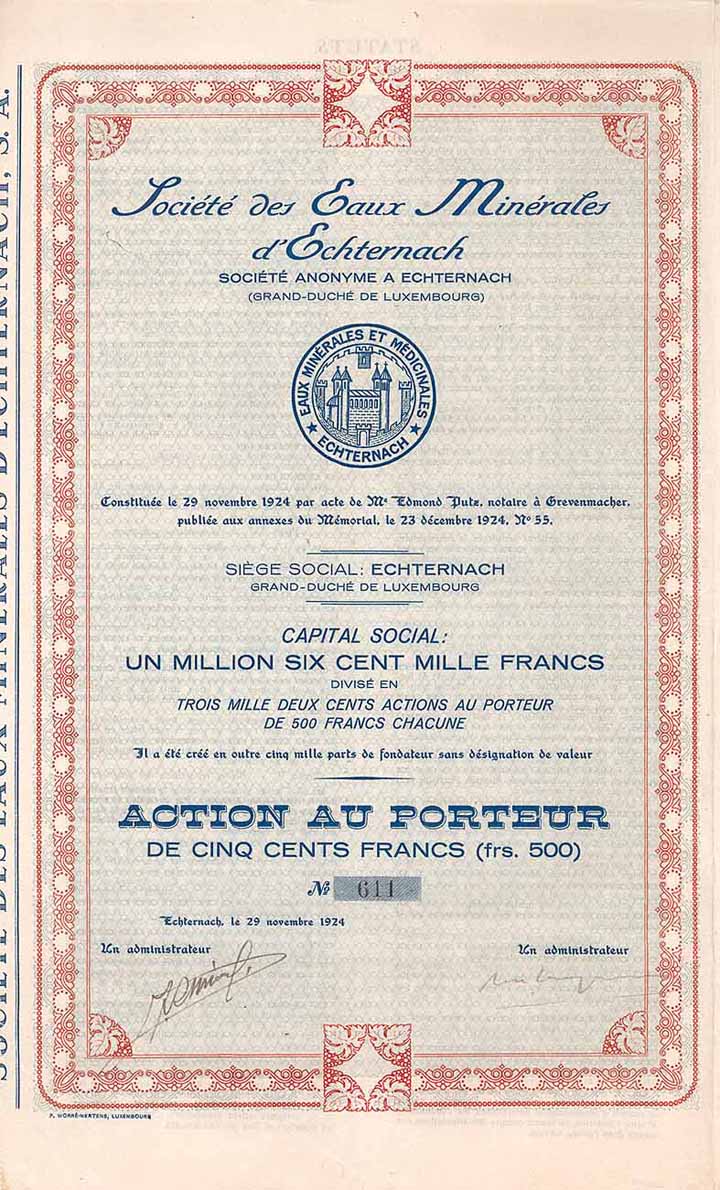 Société des Eaux Minérales
d'Echternach
SOCIÉTÉ ANONYME A ECHTERNACH
(GRAND-DUCHÉ DE LUXEMBOURG)
EAUX MINÉRALES ET MÉDICINALES
★ ECHTERNACH ★
Constituée le 29 novembre 1924 par acte de Me Edmond Putz, notaire à Grevenmacher,
publiée aux annexes du Mémorial, le 23 décembre 1924, No 55.
SIÈGE SOCIAL: ECHTERNACH
GRAND-DUCHÉ DE LUXEMBOURG
CAPITAL SOCIAL:
UN MILLION SIX CENT MILLE FRANCS
DIVISÉ EN
TROIS MILLE DEUX CENTS ACTIONS AU PORTEUR
DE 500 FRANCS CHACUNE
Il a été créé en outre cinq mille parts de fondateur sans désignation de valeur
ACTION AU PORTEUR
DE CINQ CENTS FRANCS (frs. 500)
No 611
Echternach, le 29 novembre 1924
Un administrateur
Un administrateur
P. WORRÉ-MERTENS, LUXEMBOURG
SOCIÉTÉ DES EAUX MINÉRALES D'ECHTERNACH, S. A.